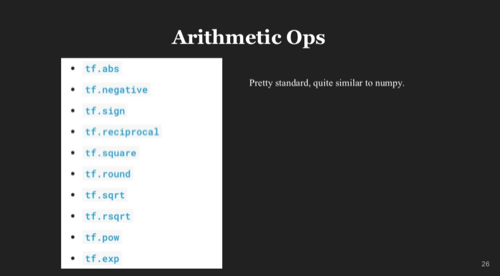 Arithmetic Ops
• tf.abs
• tf.negative
• tf.sign
• tf.reciprocal
• tf.square
• tf.round
• tf.sqrt
• tf.rsqrt
• tf.pow
• tf.exp
Pretty standard, quite similar to numpy.
26